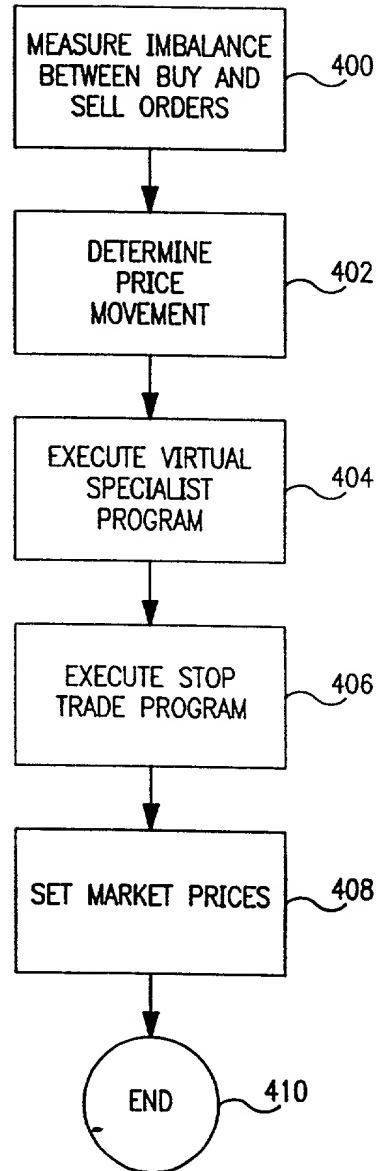 MEASURE IMBALANCE
BETWEEN BUY AND
SELL ORDERS
400
DETERMINE
PRICE
MOVEMENT
402
EXECUTE VIRTUAL
SPECIALIST
PROGRAM
404
EXECUTE STOP
TRADE PROGRAM
406
SET MARKET PRICES
408
END
410